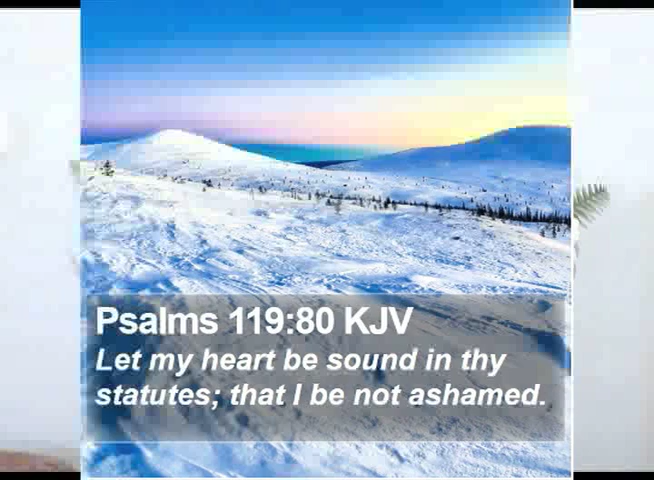 Psalms 119:80 KJV
Let my heart be sound in thy
statutes; that I be not ashamed.